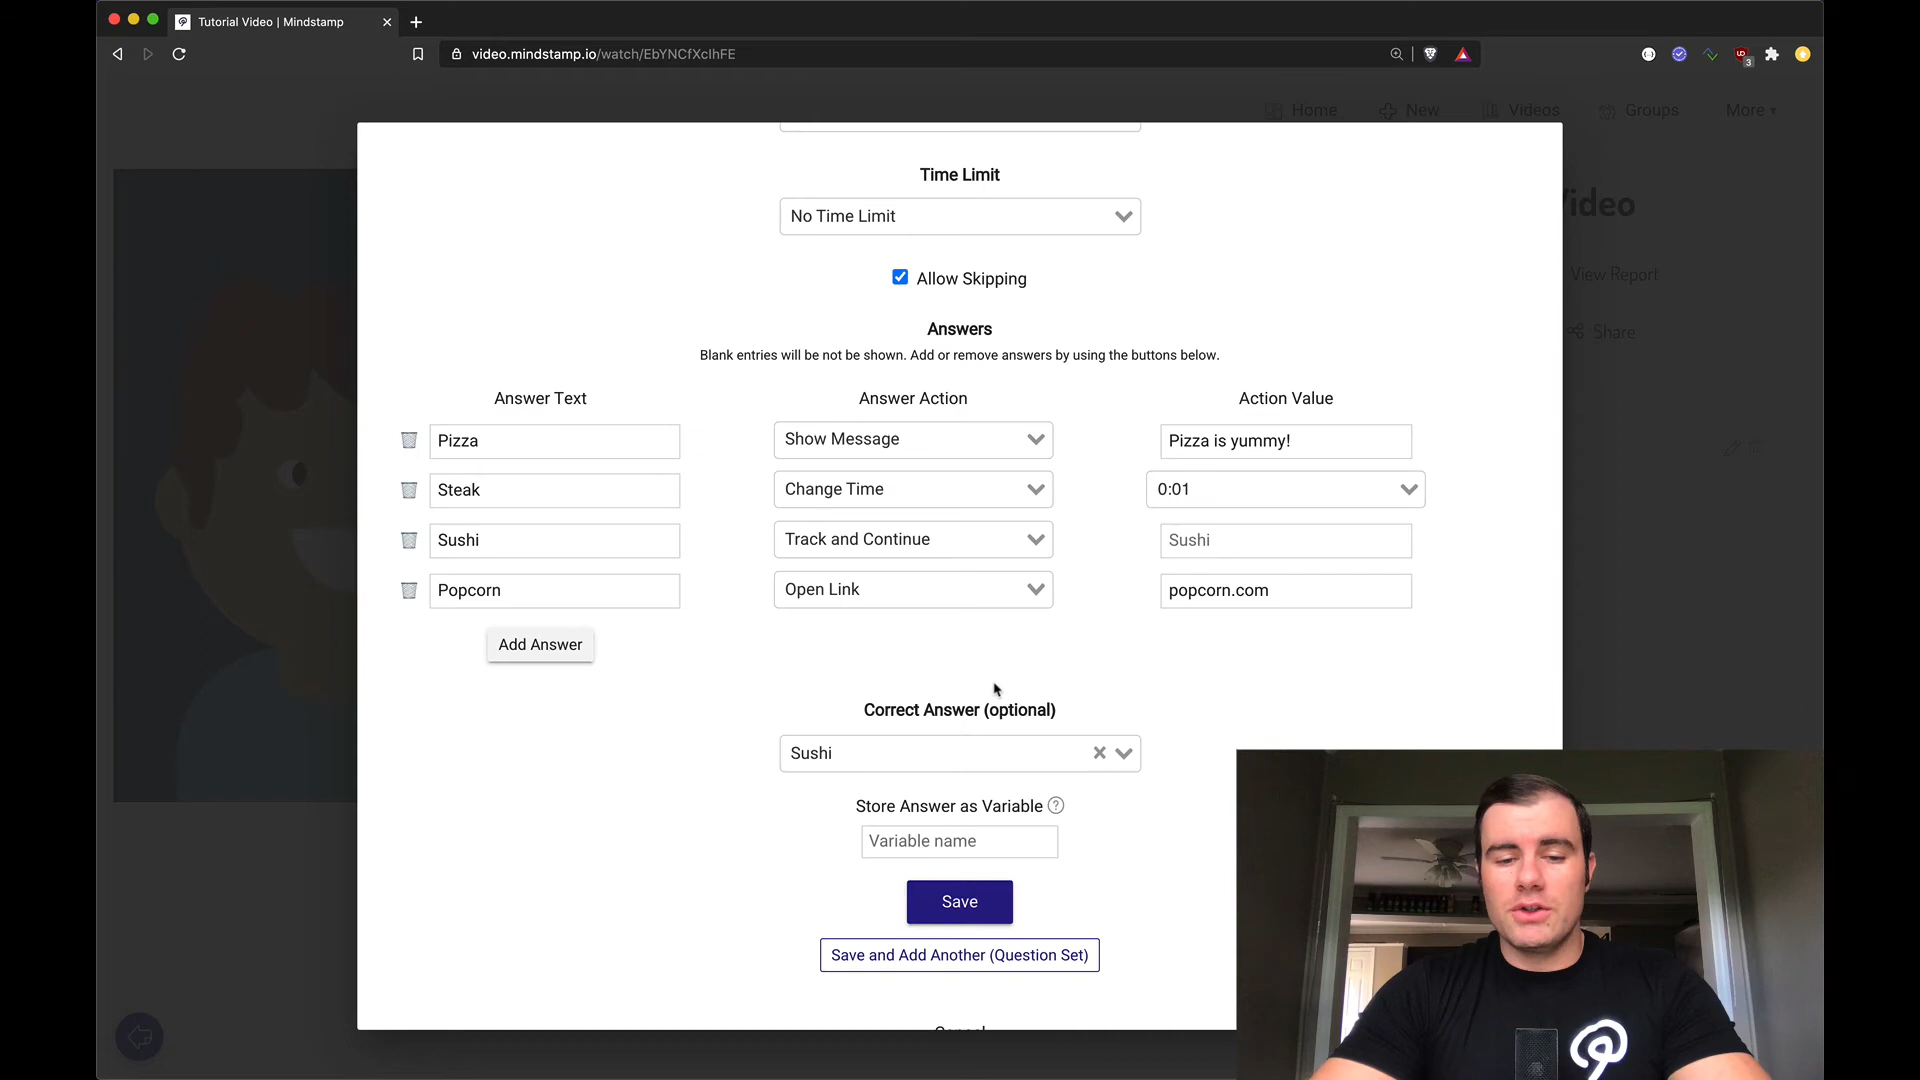 Tutorial Video | Mindstamp
video.mindstamp.io/watch/EbYNCfXcIhFE
3
Home New Videos Groups More
Video
View Report
Share
Time Limit
No Time Limit
Allow Skipping
Answers
Blank entries will be not be shown. Add or remove answers by using the buttons below.
Answer Text Answer Action Action Value
Pizza Show Message Pizza is yummy!
Steak Change Time 0:01
Sushi Track and Continue Sushi
Popcorn Open Link popcorn.com
Add Answer
Correct Answer (optional)
Sushi
Store Answer as Variable ?
Variable name
Save
Save and Add Another (Question Set)
Cancel